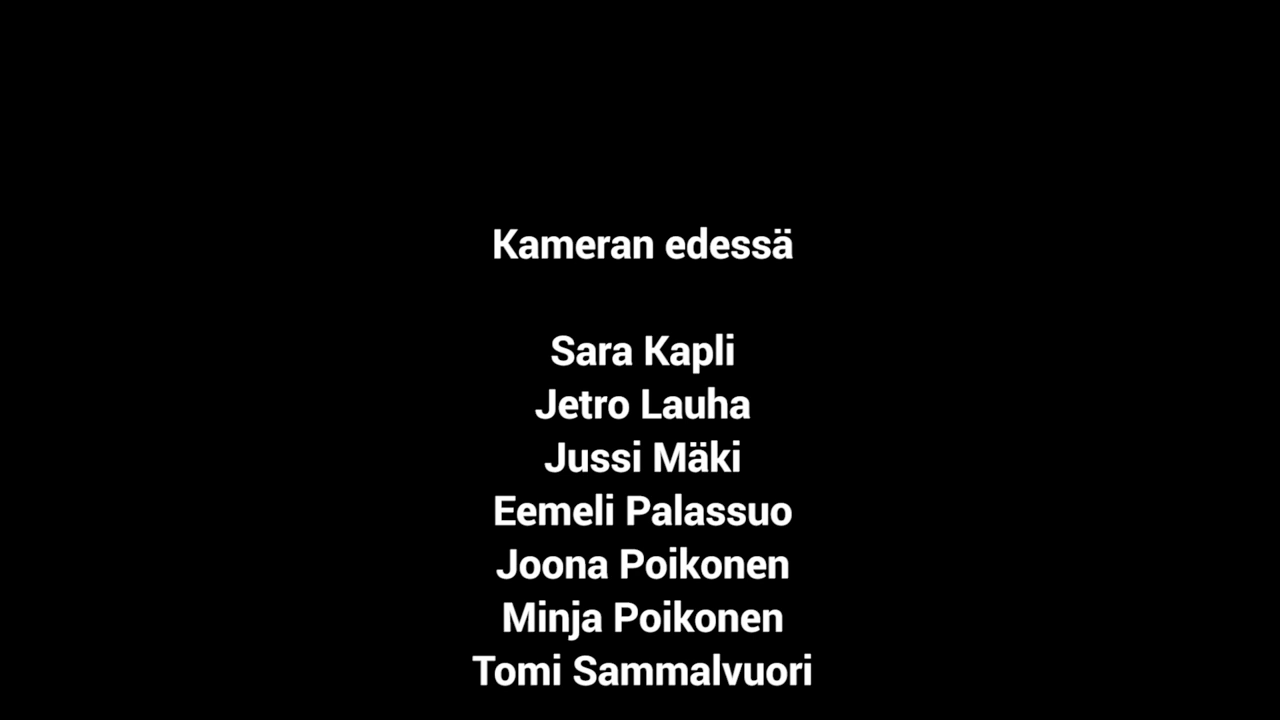 Kameran edessä
Sara Kapli
Jetro Lauha
Jussi Mäki
Eemeli Palassuo
Joona Poikonen
Minja Poikonen
Tomi Sammalvuori